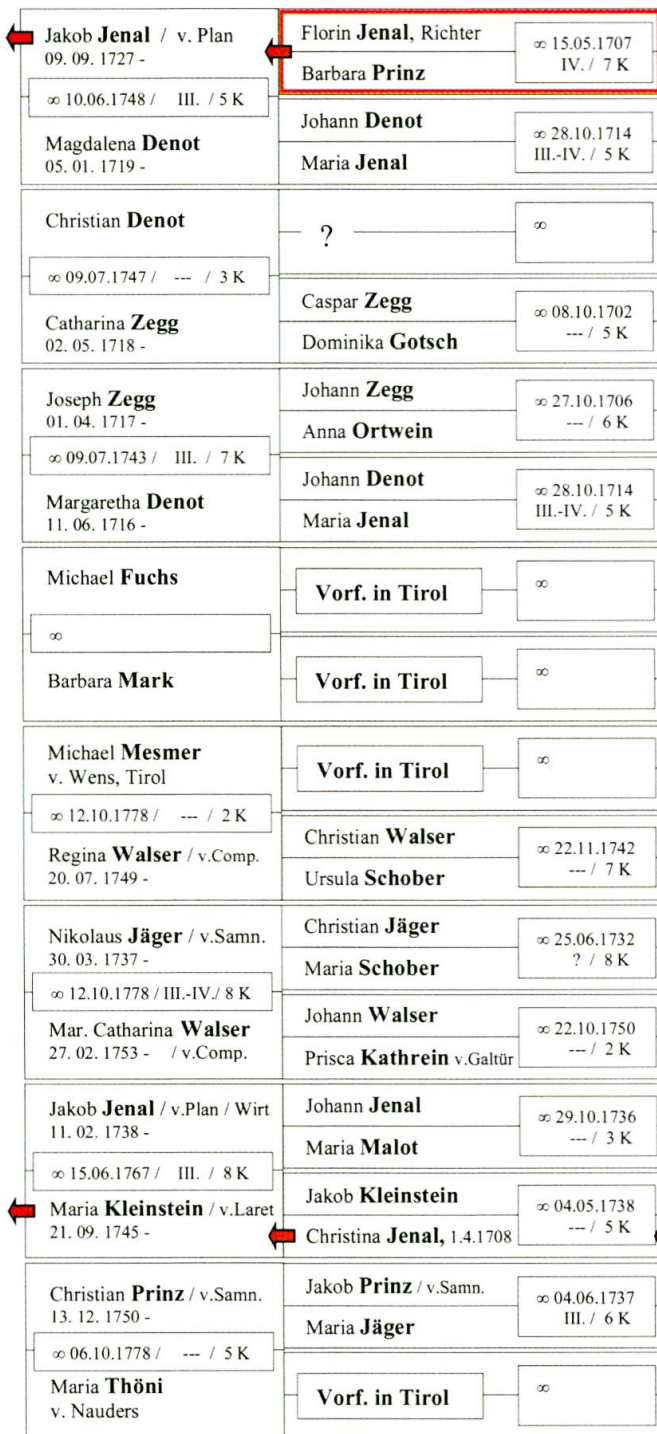 Jakob Jenal / v. Plan
09. 09. 1727 -
∞ 10.06.1748 / III. / 5 K
Magdalena Denot
05. 01. 1719 -
Florin Jenal, Richter
Barbara Prinz
∞ 15.05.1707
IV. / 7 K
Johann Denot
Maria Jenal
∞ 28.10.1714
III.-IV. / 5 K
Christian Denot
∞ 09.07.1747 / --- / 3 K
Catharina Zegg
02. 05. 1718 -
?
∞
Caspar Zegg
Dominika Gotsch
∞ 08.10.1702
--- / 5 K
Joseph Zegg
01. 04. 1717 -
∞ 09.07.1743 / III. / 7 K
Margaretha Denot
11. 06. 1716 -
Johann Zegg
Anna Ortwein
∞ 27.10.1706
--- / 6 K
Johann Denot
Maria Jenal
∞ 28.10.1714
III.-IV. / 5 K
Michael Fuchs
∞
Barbara Mark
Vorf. in Tirol
∞
Vorf. in Tirol
∞
Michael Mesmer
v. Wens, Tirol
∞ 12.10.1778 / --- / 2 K
Regina Walser / v.Comp.
20. 07. 1749 -
Vorf. in Tirol
∞
Christian Walser
Ursula Schober
∞ 22.11.1742
--- / 7 K
Nikolaus Jäger / v.Samn.
30. 03. 1737 -
∞ 12.10.1778 / III.-IV./ 8 K
Mar. Catharina Walser
27. 02. 1753 - / v.Comp.
Christian Jäger
Maria Schober
∞ 25.06.1732
? / 8 K
Johann Walser
Prisca Kathrein v.Galtür
∞ 22.10.1750
--- / 2 K
Jakob Jenal / v.Plan / Wirt
11. 02. 1738 -
∞ 15.06.1767 / III. / 8 K
Maria Kleinstein / v.Laret
21. 09. 1745 -
Johann Jenal
Maria Malot
∞ 29.10.1736
--- / 3 K
Jakob Kleinstein
Christina Jenal, 1.4.1708
∞ 04.05.1738
--- / 5 K
Christian Prinz / v.Samn.
13. 12. 1750 -
∞ 06.10.1778 / --- / 5 K
Maria Thöni
v. Nauders
Jakob Prinz / v.Samn.
Maria Jäger
∞ 04.06.1737
III. / 6 K
Vorf. in Tirol
∞